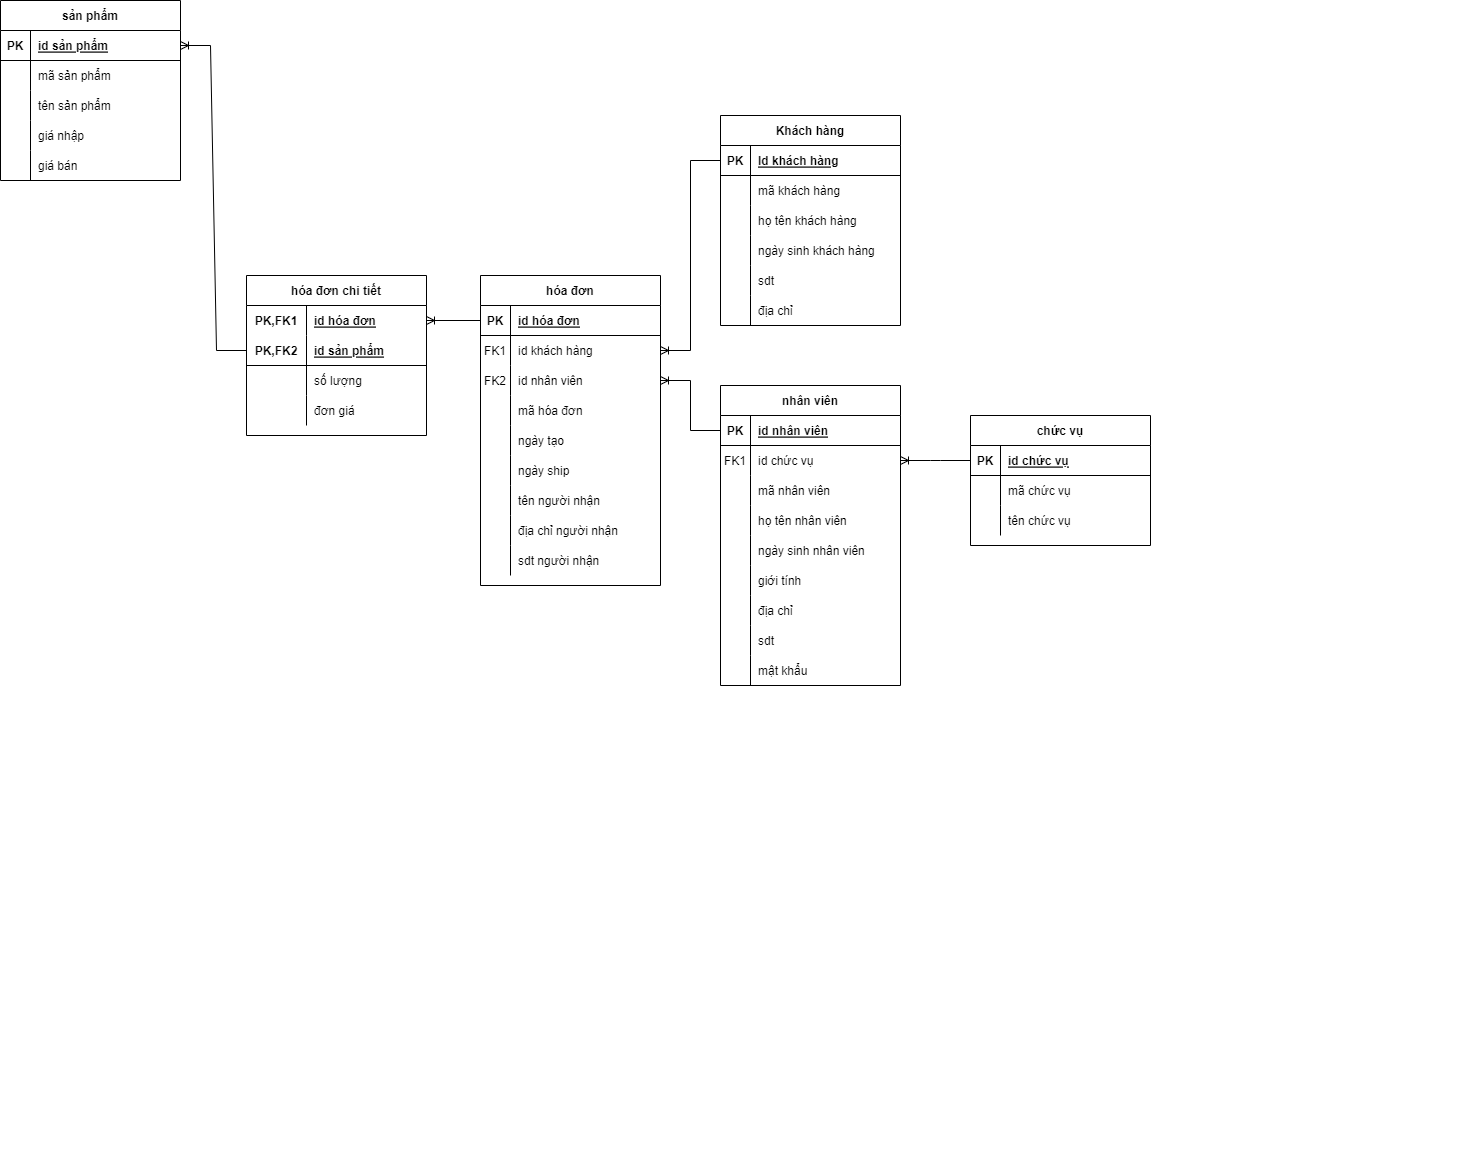 sản phẩm
PK id sản phẩm
mã sản phẩm
tên sản phẩm
giá nhập
giá bán
Khách hàng
PK Id khách hàng
mã khách hàng
họ tên khách hàng
ngày sinh khách hàng
sdt
địa chỉ
hóa đơn chi tiết
PK,FK1 id hóa đơn
PK,FK2 id sản phẩm
số lượng
đơn giá
hóa đơn
PK id hóa đơn
FK1 id khách hàng
FK2 id nhân viên
mã hóa đơn
ngày tạo
ngày ship
tên người nhận
địa chỉ người nhận
sdt người nhận
nhân viên
PK id nhân viên
FK1 id chức vụ
mã nhân viên
họ tên nhân viên
ngày sinh nhân viên
giới tính
địa chỉ
sdt
mật khẩu
chức vụ
PK id chức vụ
mã chức vụ
tên chức vụ